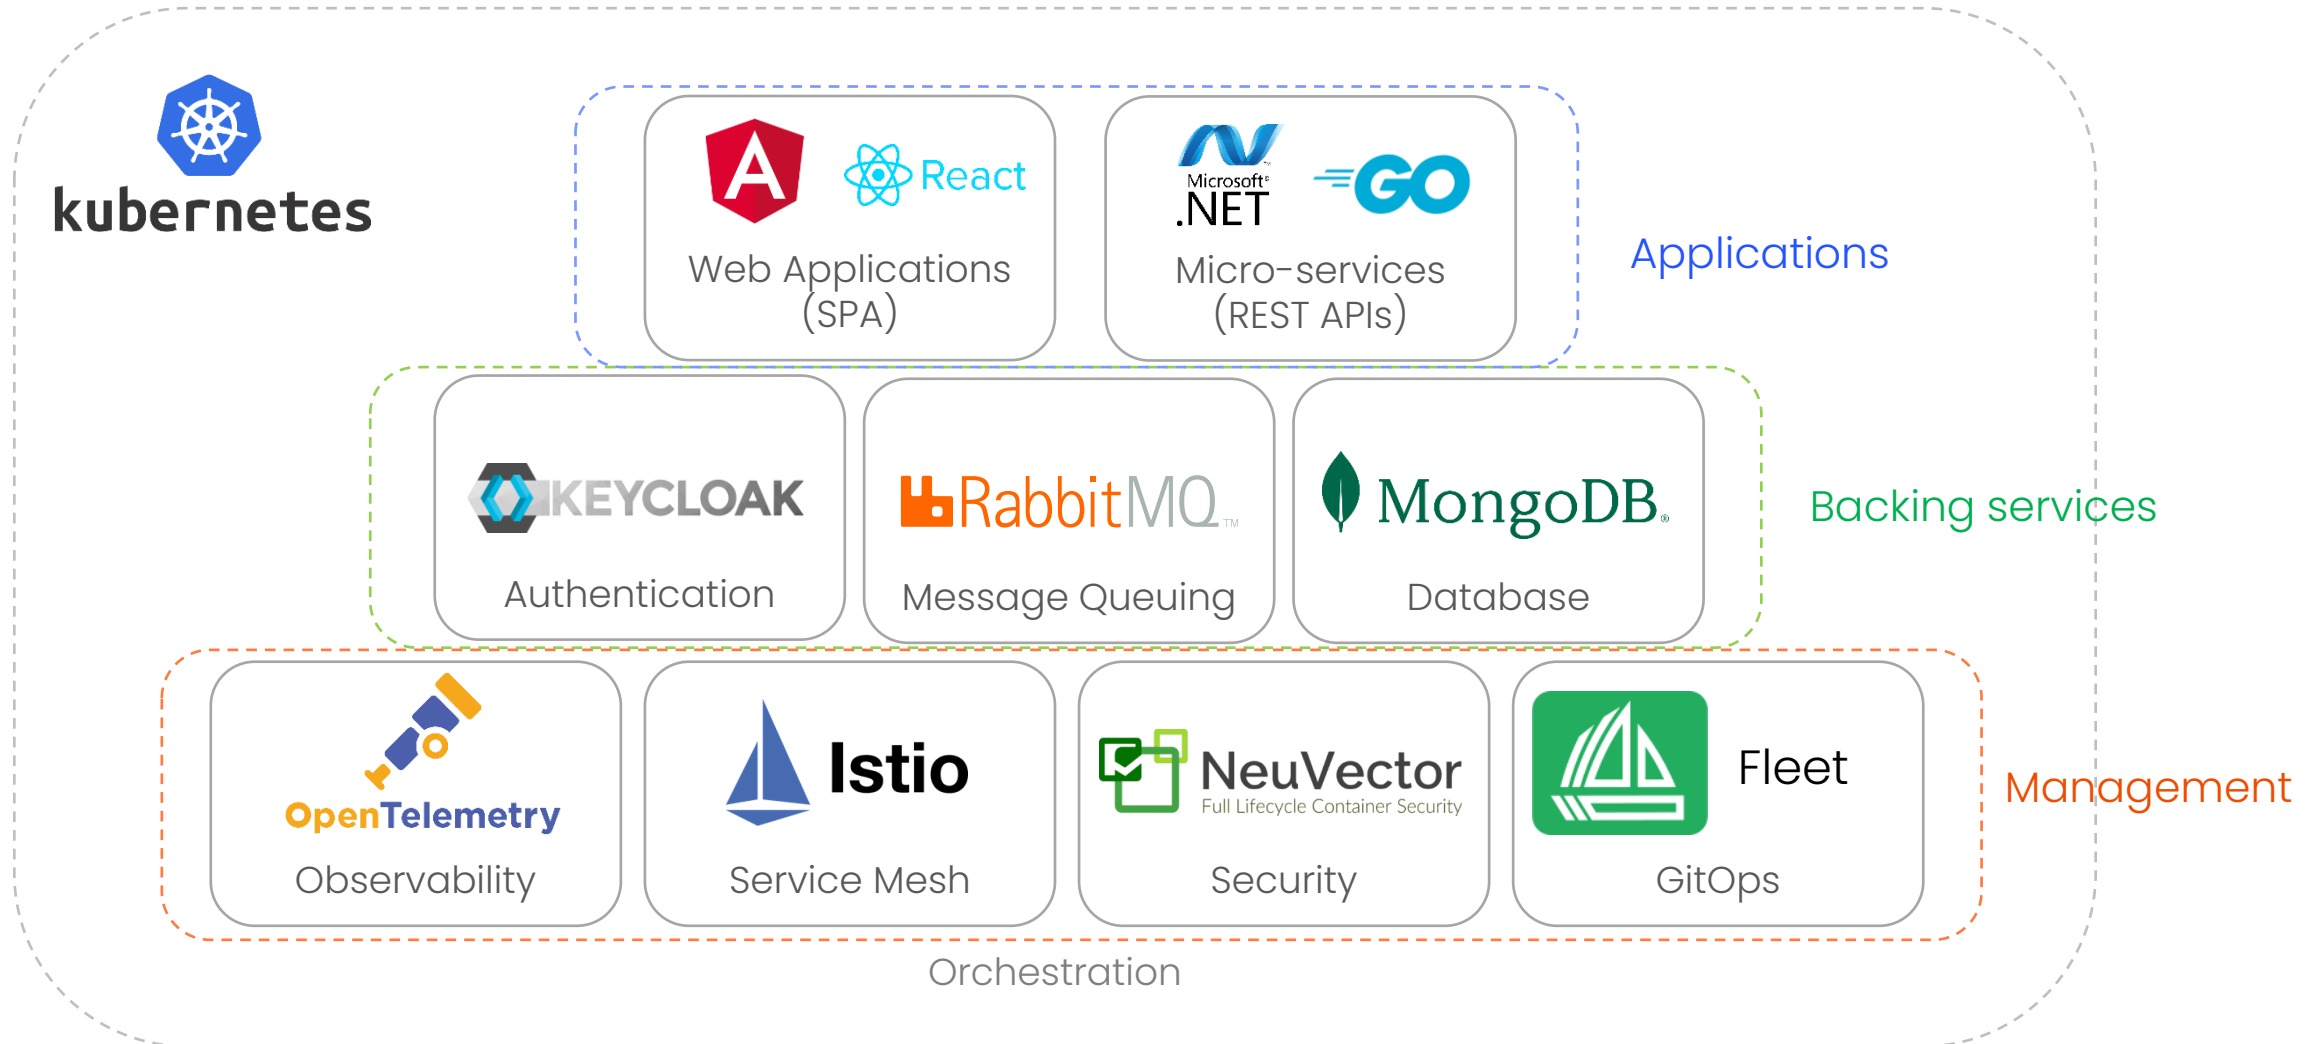 kubernetes
React
Web Applications
(SPA)
Microsoft®
.NET
GO
Micro-services
(REST APIs)
Applications
KEYCLOAK
Authentication
RabbitMQ™
Message Queuing
MongoDB®
Database
Backing services
OpenTelemetry
Observability
Istio
Service Mesh
NeuVector
Full Lifecycle Container Security
Security
Fleet
GitOps
Management
Orchestration